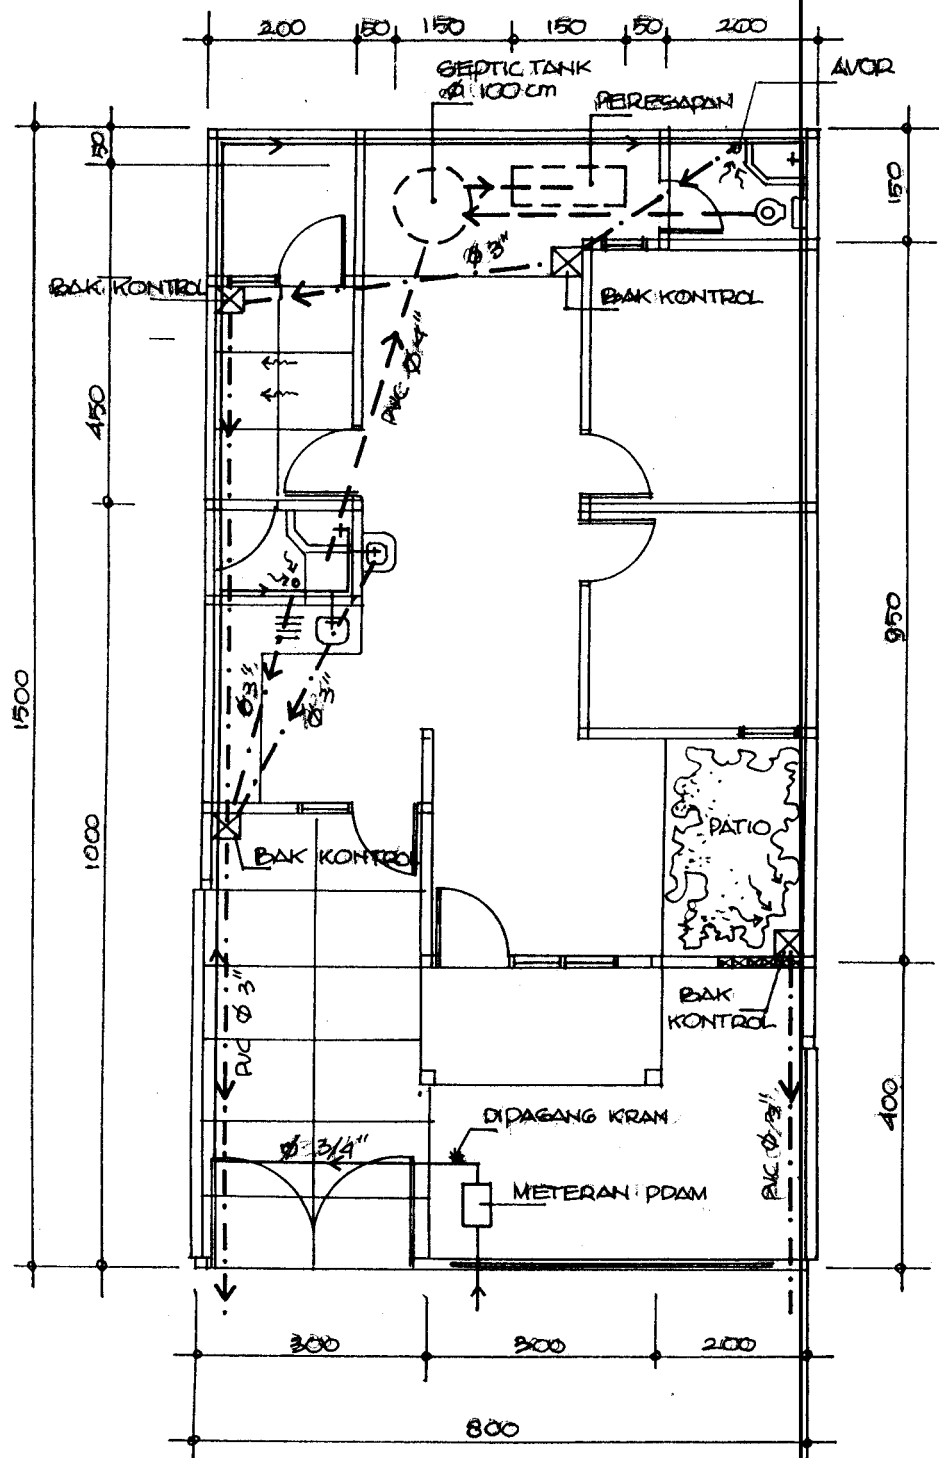 200 50 150 150 50 200
SEPTIC TANK
Ø 100 cm
AVOR
PERESAPAN
50
150
Ø 3"
BAK KONTROL
BAK KONTROL
PVC Ø 4"
450
950
1500
Ø 3"
Ø 3"
1000
PATIO
BAK KONTROL
PVC Ø 3"
BAK
KONTROL
400
DIPAGANG KRAN
PVC Ø 3"
Ø 3/4"
METERAN PDAM
300 300 200
800